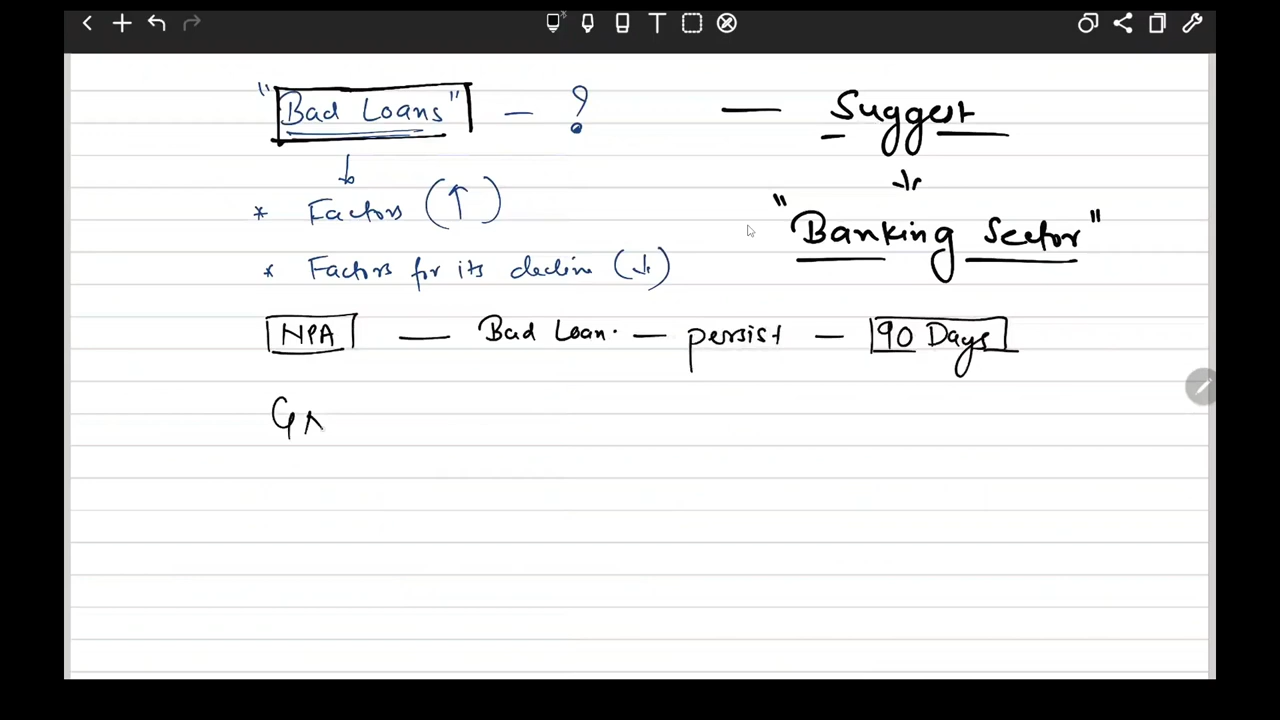 "Bad Loans" — ? — Suggest
* Factors (↑) "Banking Sector"
* Factors for its decline (↓)
NPA — Bad Loan. — persist — 90 Days